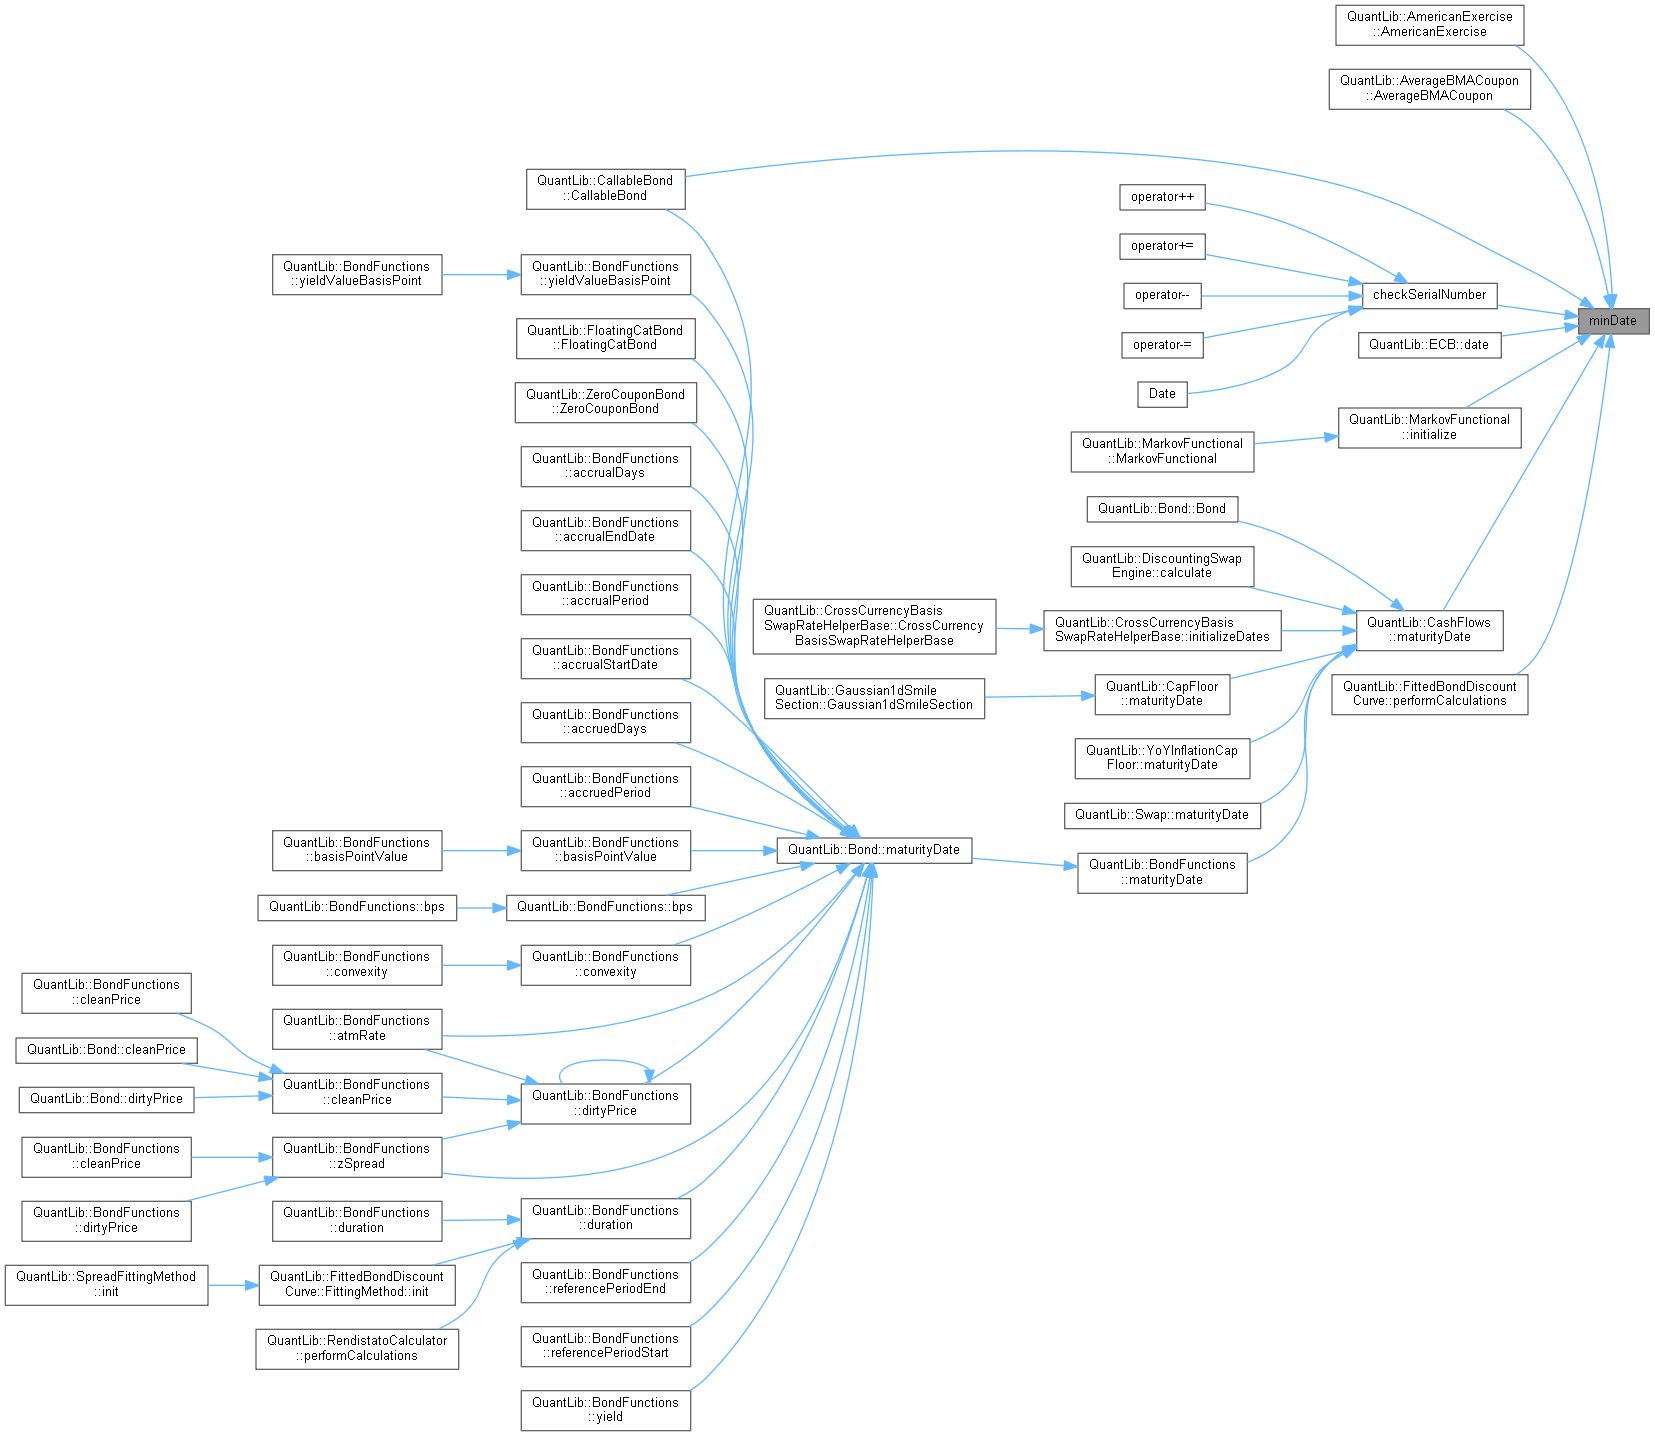 QuantLib::AmericanExercise
::AmericanExercise
QuantLib::AverageBMACoupon
::AverageBMACoupon
QuantLib::CallableBond
::CallableBond
operator++
operator+=
operator--
operator-=
Date
checkSerialNumber
minDate
QuantLib::ECB::date
QuantLib::MarkovFunctional
::initialize
QuantLib::MarkovFunctional
::MarkovFunctional
QuantLib::BondFunctions
::yieldValueBasisPoint
QuantLib::BondFunctions
::yieldValueBasisPoint
QuantLib::FloatingCatBond
::FloatingCatBond
QuantLib::ZeroCouponBond
::ZeroCouponBond
QuantLib::BondFunctions
::accrualDays
QuantLib::BondFunctions
::accrualEndDate
QuantLib::BondFunctions
::accrualPeriod
QuantLib::BondFunctions
::accrualStartDate
QuantLib::BondFunctions
::accruedDays
QuantLib::BondFunctions
::accruedPeriod
QuantLib::Bond::Bond
QuantLib::DiscountingSwap
Engine::calculate
QuantLib::CrossCurrencyBasis
SwapRateHelperBase::CrossCurrency
BasisSwapRateHelperBase
QuantLib::CrossCurrencyBasis
SwapRateHelperBase::initializeDates
QuantLib::CashFlows
::maturityDate
QuantLib::Gaussian1dSmile
Section::Gaussian1dSmileSection
QuantLib::CapFloor
::maturityDate
QuantLib::FittedBondDiscount
Curve::performCalculations
QuantLib::YoYInflationCap
Floor::maturityDate
QuantLib::Swap::maturityDate
QuantLib::BondFunctions
::maturityDate
QuantLib::Bond::maturityDate
QuantLib::BondFunctions
::basisPointValue
QuantLib::BondFunctions
::basisPointValue
QuantLib::BondFunctions::bps
QuantLib::BondFunctions::bps
QuantLib::BondFunctions
::convexity
QuantLib::BondFunctions
::convexity
QuantLib::BondFunctions
::cleanPrice
QuantLib::BondFunctions
::atmRate
QuantLib::Bond::cleanPrice
QuantLib::Bond::dirtyPrice
QuantLib::BondFunctions
::cleanPrice
QuantLib::BondFunctions
::dirtyPrice
QuantLib::BondFunctions
::cleanPrice
QuantLib::BondFunctions
::zSpread
QuantLib::BondFunctions
::dirtyPrice
QuantLib::BondFunctions
::duration
QuantLib::BondFunctions
::duration
QuantLib::SpreadFittingMethod
::init
QuantLib::FittedBondDiscount
Curve::FittingMethod::init
QuantLib::BondFunctions
::referencePeriodEnd
QuantLib::RendistatoCalculator
::performCalculations
QuantLib::BondFunctions
::referencePeriodStart
QuantLib::BondFunctions
::yield